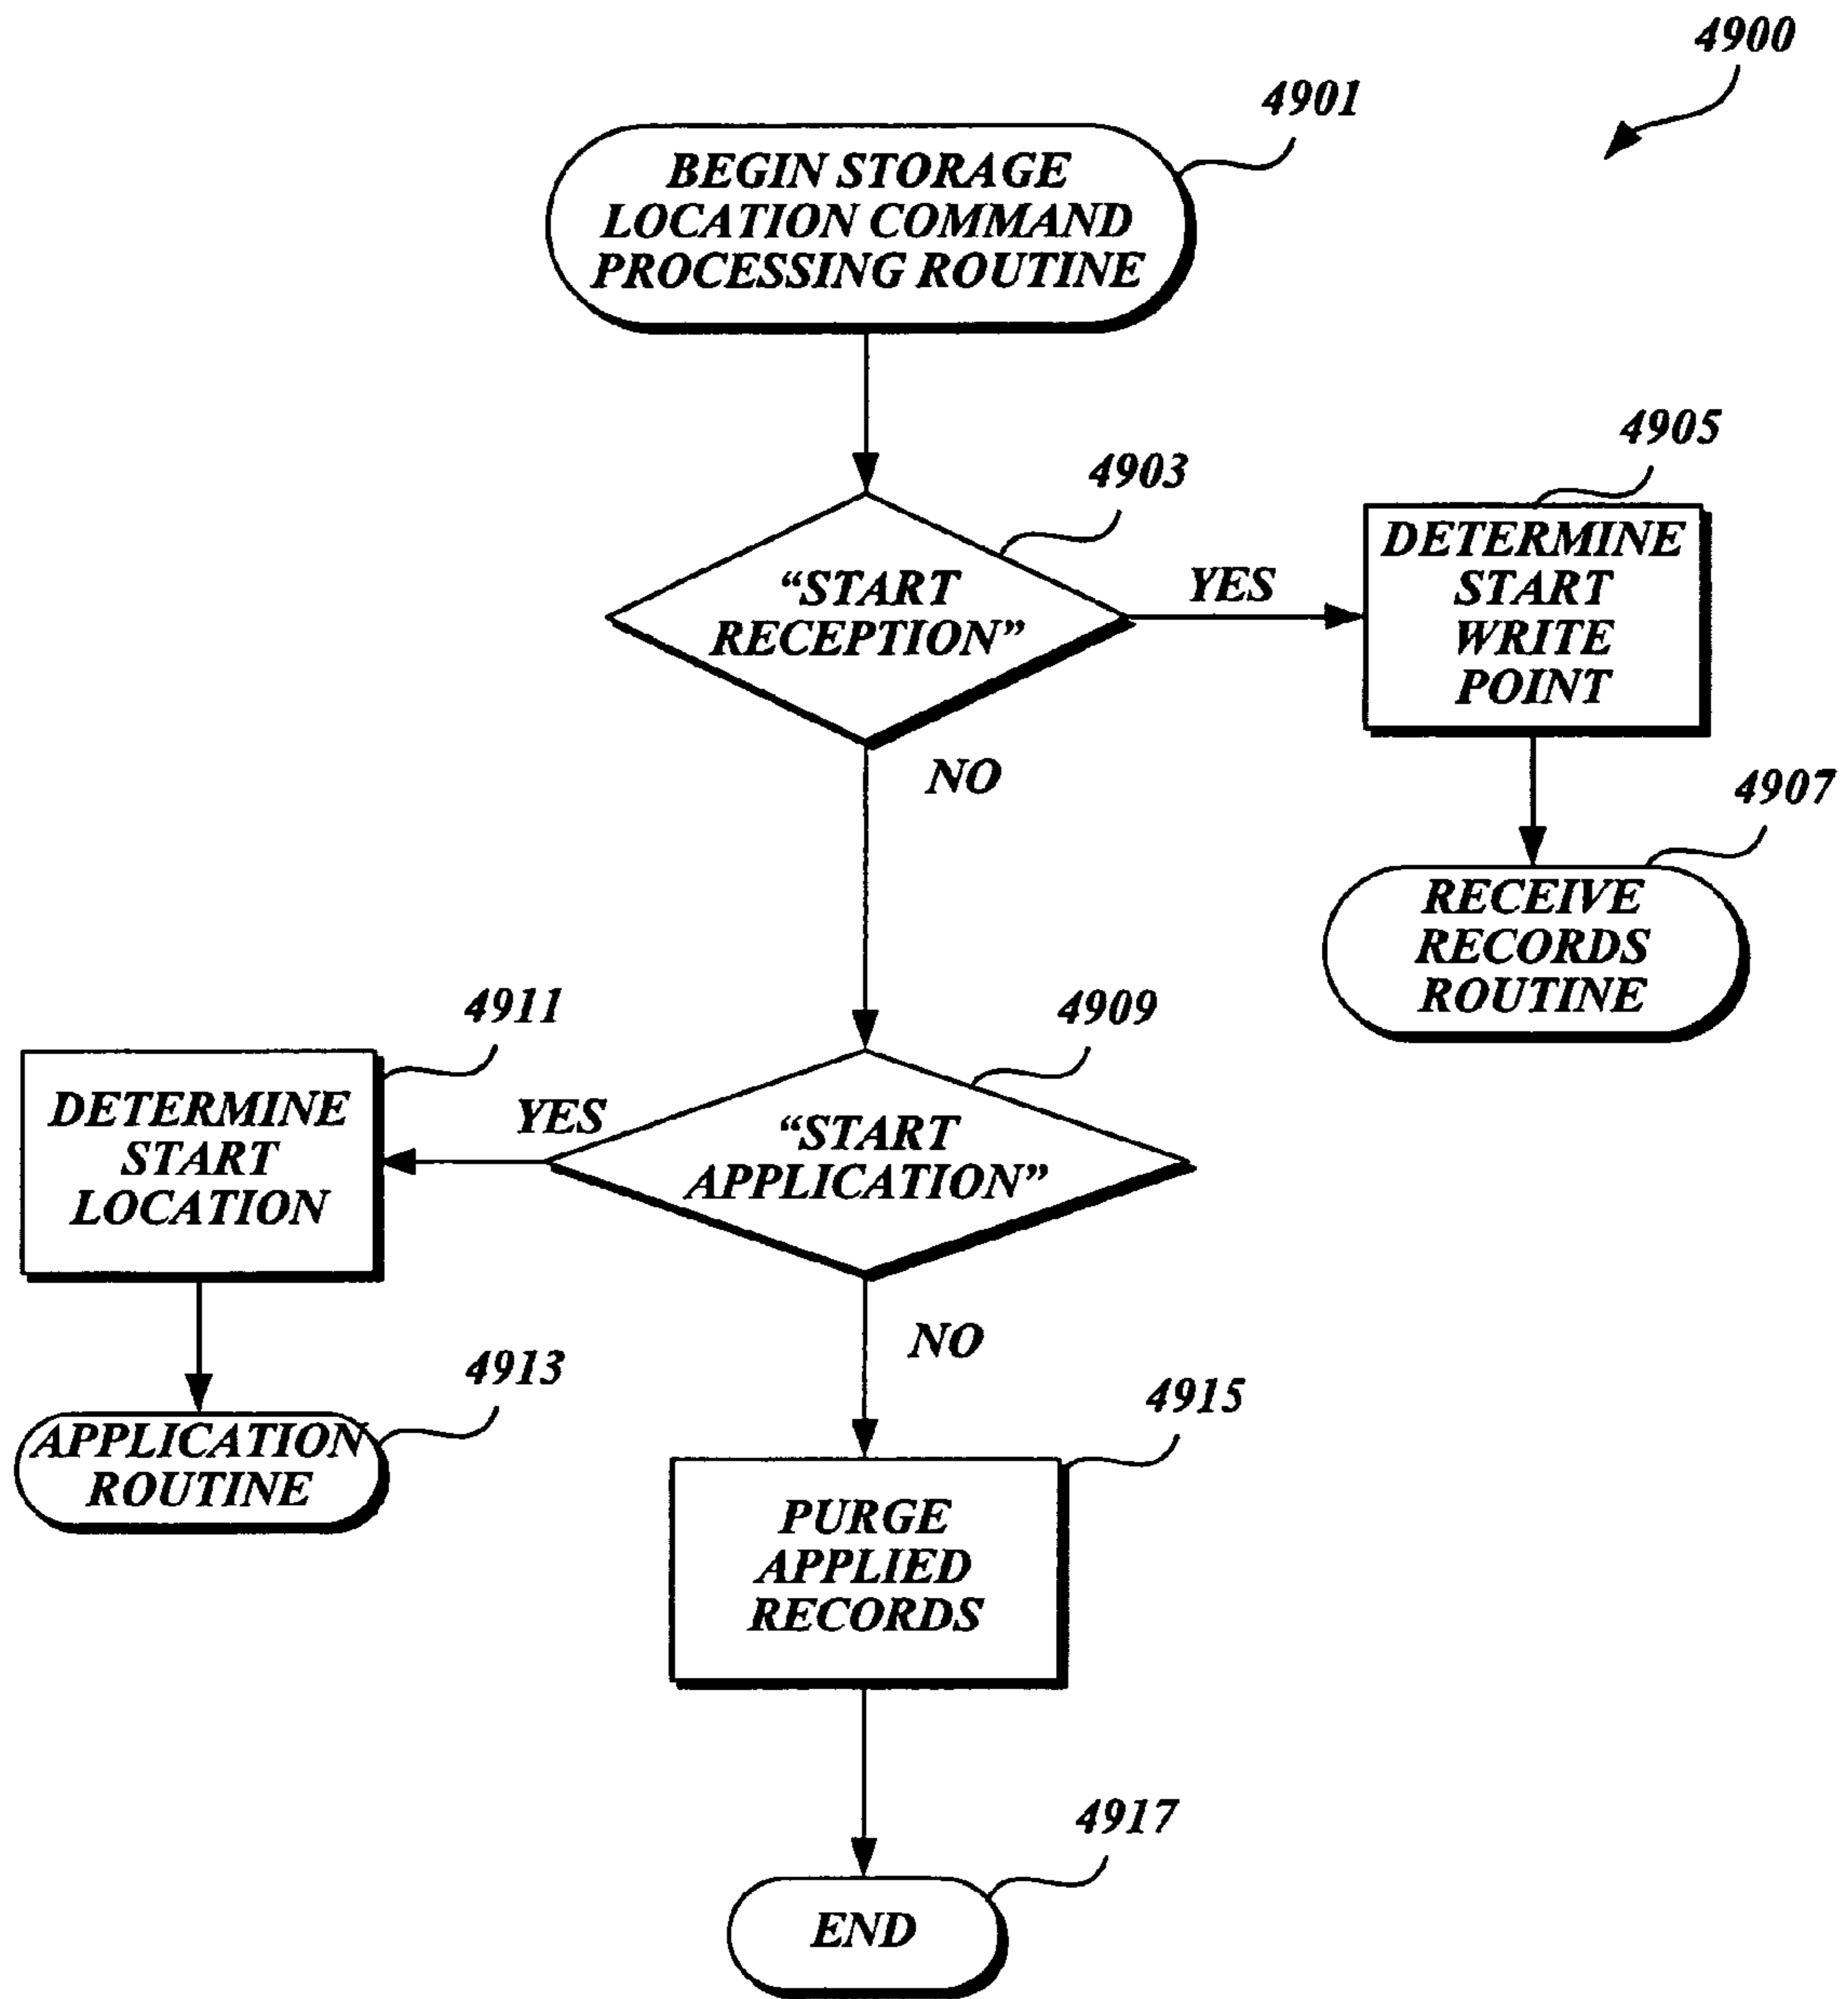 4900
4901
BEGIN STORAGE
LOCATION COMMAND
PROCESSING ROUTINE
4903
“START
RECEPTION”
YES
NO
4905
DETERMINE
START
WRITE
POINT
4907
RECEIVE
RECORDS
ROUTINE
4909
“START
APPLICATION”
YES
NO
4911
DETERMINE
START
LOCATION
4913
APPLICATION
ROUTINE
4915
PURGE
APPLIED
RECORDS
4917
END